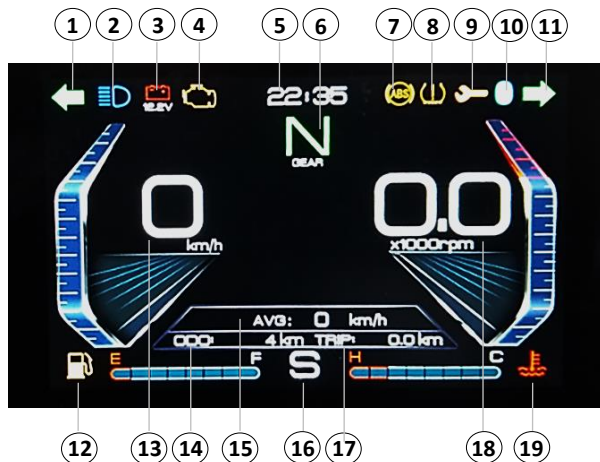 1 2 3 4 5 6 7 8 9 10 11
12.2V 22:35 ABS
N
GEAR
0 0.0
km/h x1000rpm
AVG: 0 km/h
ODO: 4 km TRIP: 0.0 km
E F S H C
12 13 14 15 16 17 18 19